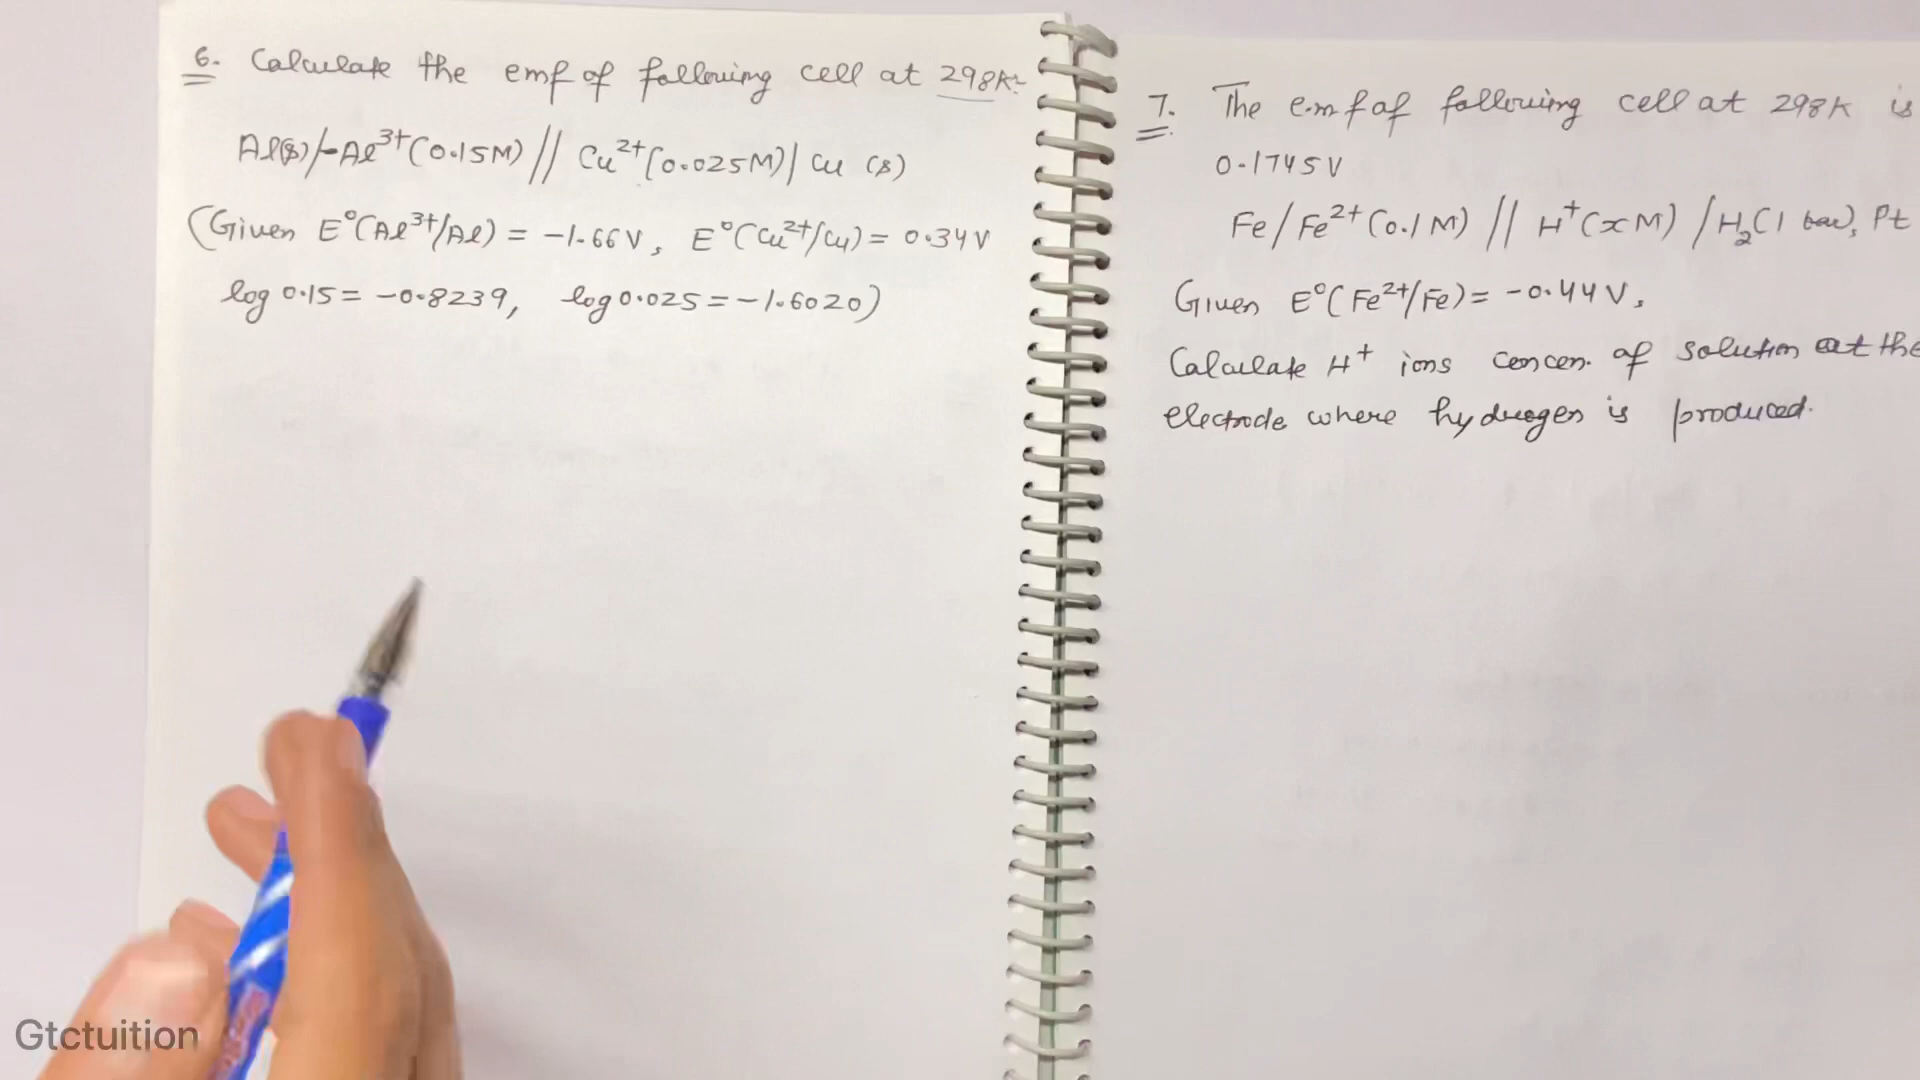 6. Calculate the emf of following cell at 298K:
Al(s)/Al³⁺(0.15M) // Cu²⁺(0.025M) | Cu (s)
(Given E°(Al³⁺/Al) = -1.66V, E°(Cu²⁺/Cu) = 0.34V
log 0.15 = -0.8239, log 0.025 = -1.6020)
7. The e.m.f of following cell at 298K is
0.1745V
Fe/Fe²⁺(0.1M) // H⁺(xM) /H₂(1 bar), Pt
Given E°(Fe²⁺/Fe) = -0.44V,
Calculate H⁺ ions concen. of solution at the
electrode where hydrogen is produced.
Gtctuition